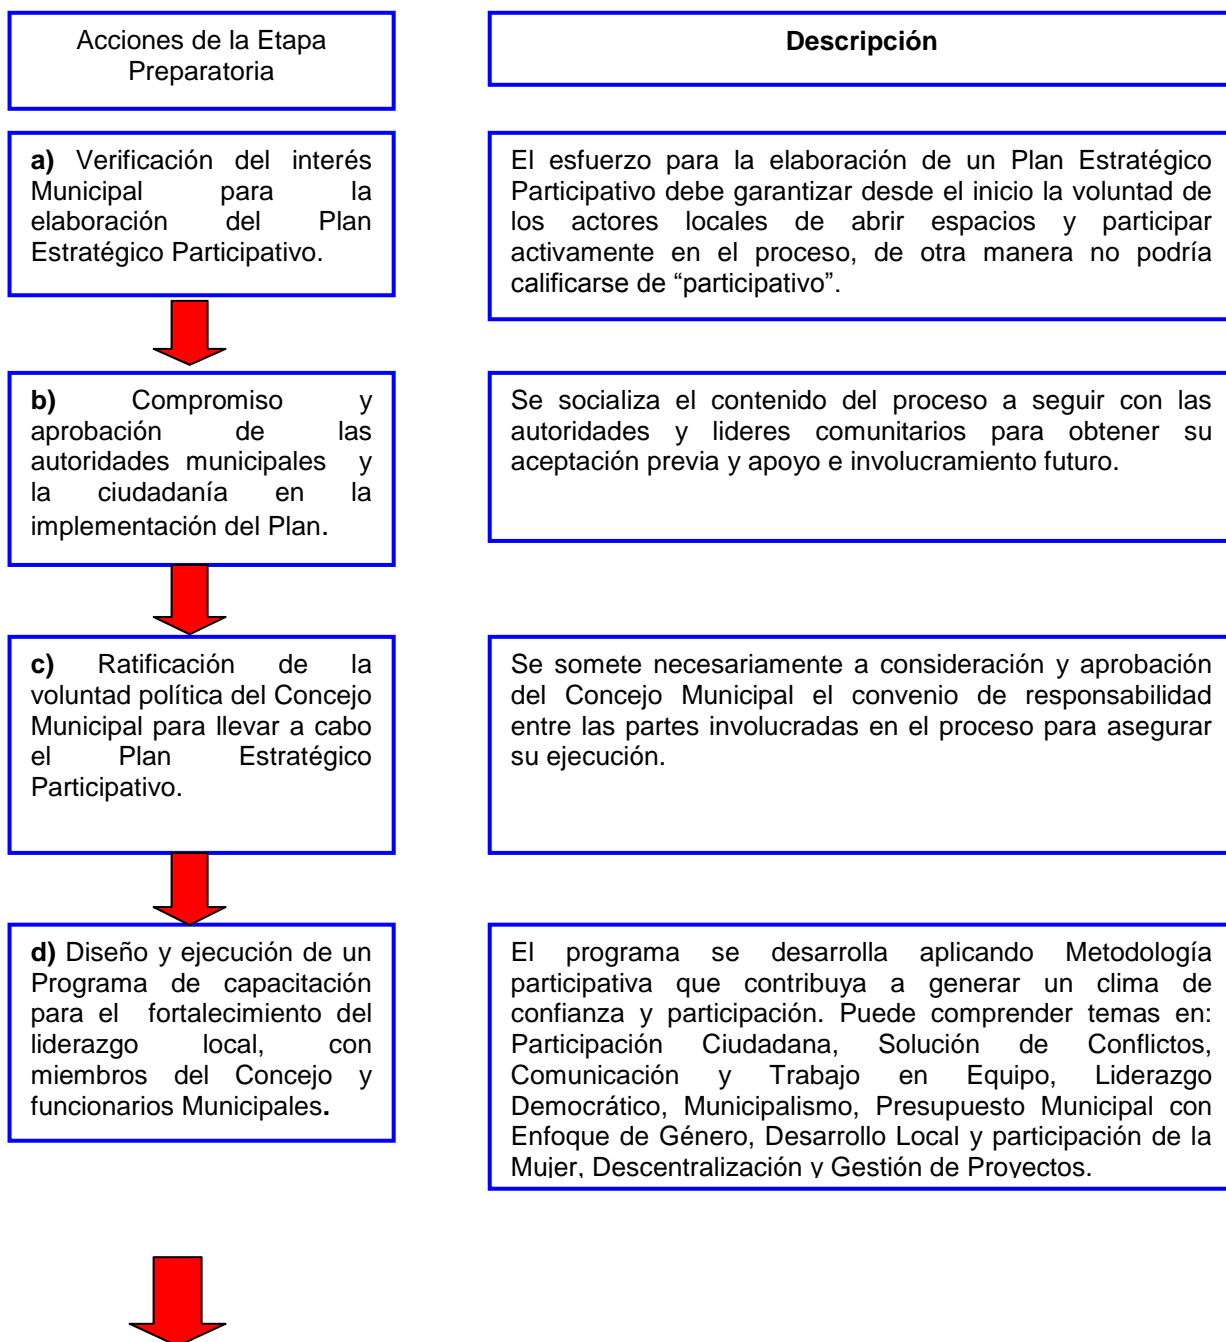 Acciones de la Etapa
Preparatoria
Descripción
a) Verificación del interés
Municipal para la
elaboración del Plan
Estratégico Participativo.
El esfuerzo para la elaboración de un Plan Estratégico
Participativo debe garantizar desde el inicio la voluntad de
los actores locales de abrir espacios y participar
activamente en el proceso, de otra manera no podría
calificarse de “participativo”.
b) Compromiso y
aprobación de las
autoridades municipales y
la ciudadanía en la
implementación del Plan.
Se socializa el contenido del proceso a seguir con las
autoridades y lideres comunitarios para obtener su
aceptación previa y apoyo e involucramiento futuro.
c) Ratificación de la
voluntad política del Concejo
Municipal para llevar a cabo
el Plan Estratégico
Participativo.
Se somete necesariamente a consideración y aprobación
del Concejo Municipal el convenio de responsabilidad
entre las partes involucradas en el proceso para asegurar
su ejecución.
d) Diseño y ejecución de un
Programa de capacitación
para el fortalecimiento del
liderazgo local, con
miembros del Concejo y
funcionarios Municipales.
El programa se desarrolla aplicando Metodología
participativa que contribuya a generar un clima de
confianza y participación. Puede comprender temas en:
Participación Ciudadana, Solución de Conflictos,
Comunicación y Trabajo en Equipo, Liderazgo
Democrático, Municipalismo, Presupuesto Municipal con
Enfoque de Género, Desarrollo Local y participación de la
Mujer, Descentralización y Gestión de Proyectos.